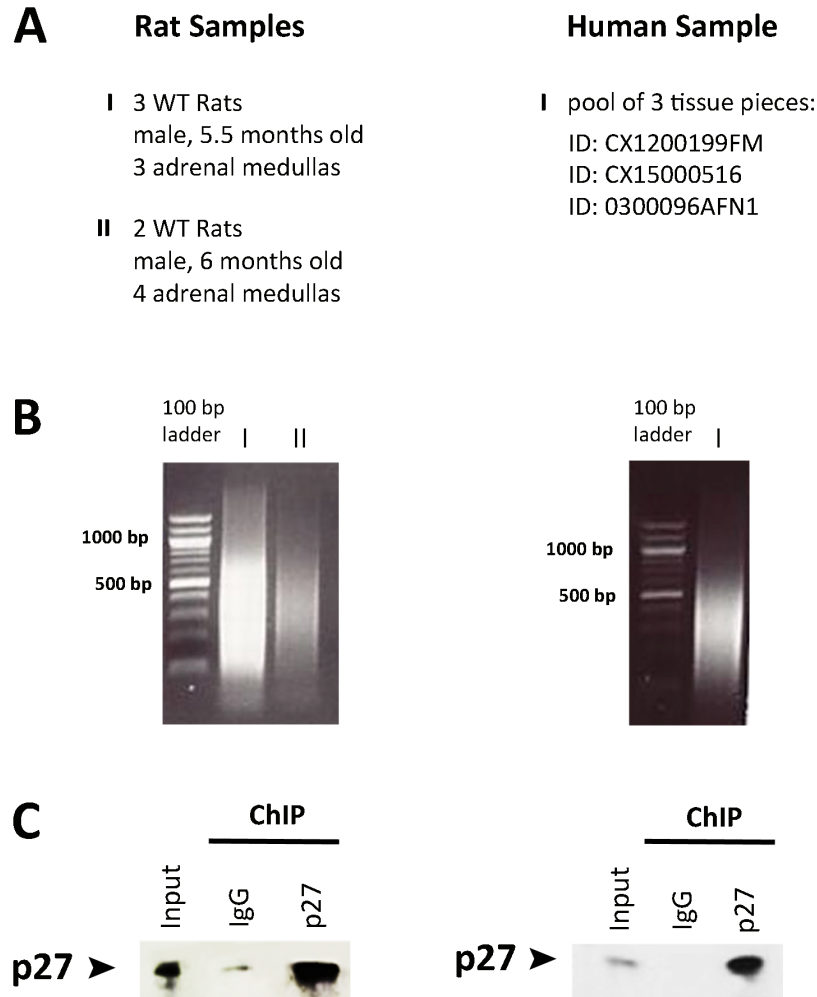 A
Rat Samples
Human Sample
I 3 WT Rats
male, 5.5 months old
3 adrenal medullas
II 2 WT Rats
male, 6 months old
4 adrenal medullas
I pool of 3 tissue pieces:
ID: CX1200199FM
ID: CX15000516
ID: 0300096AFN1
B
100 bp
ladder I II
1000 bp
500 bp
100 bp
ladder I
1000 bp
500 bp
C
ChIP
Input IgG p27
p27
ChIP
Input IgG p27
p27